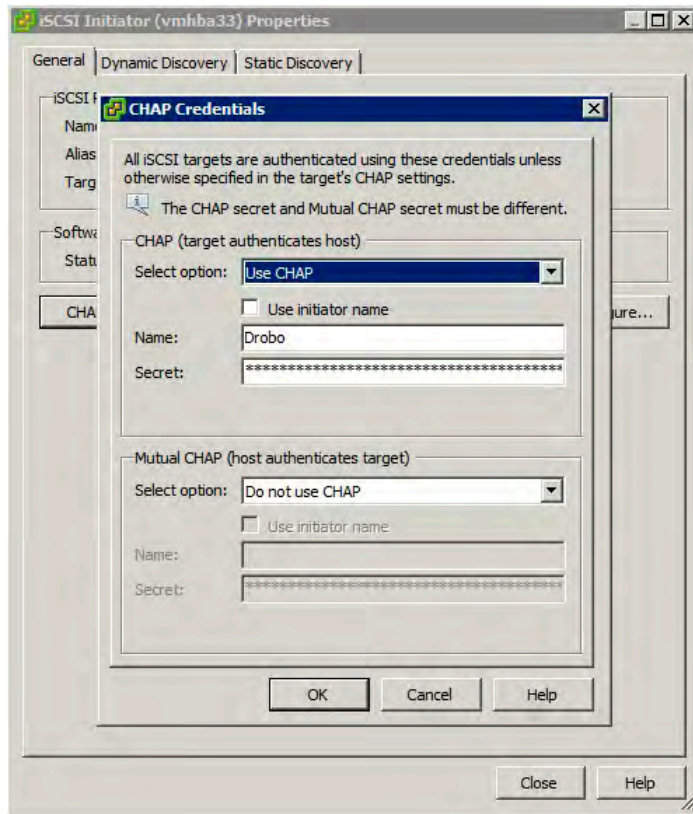 iSCSI Initiator (vmhba33) Properties
General Dynamic Discovery Static Discovery
CHAP Credentials
Alias
All iSCSI targets are authenticated using these credentials unless
otherwise specified in the target's CHAP settings.
The CHAP secret and Mutual CHAP secret must be different.
CHAP (target authenticates host)
Select option: Use CHAP
Use initiator name
Name: Drobo
Secret: ******************************************
Mutual CHAP (host authenticates target)
Select option: Do not use CHAP
Use initiator name
Name:
Secret: ******************************************
OK Cancel Help
Close Help